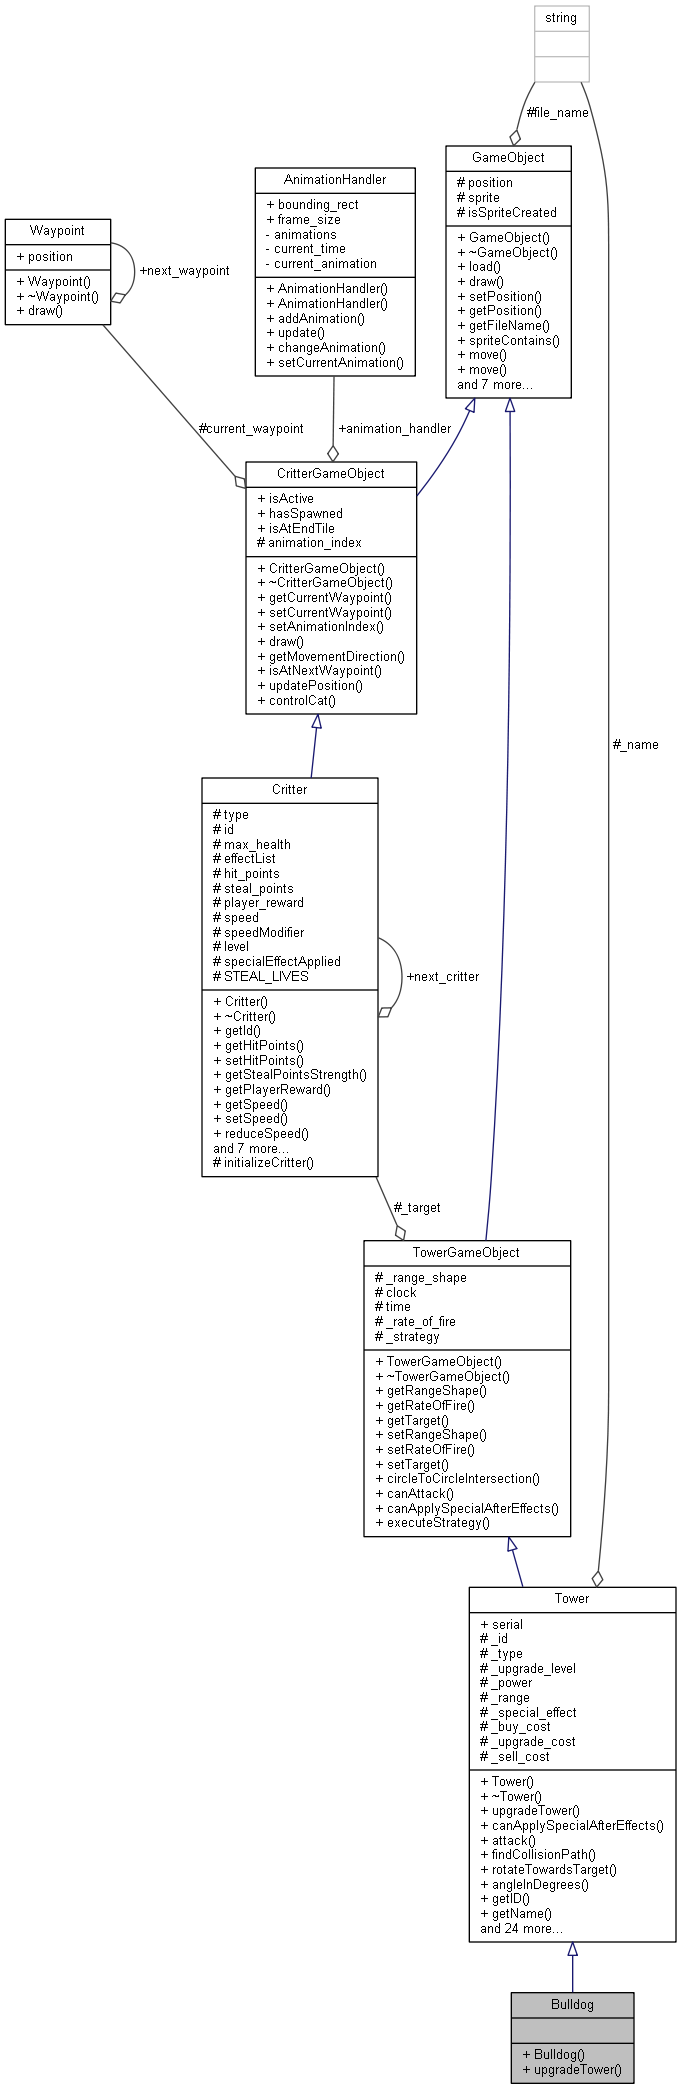 string
#file_name
GameObject
# position
# sprite
# isSpriteCreated
+ GameObject()
+ ~GameObject()
+ load()
+ draw()
+ setPosition()
+ getPosition()
+ getFileName()
+ spriteContains()
+ move()
+ move()
and 7 more...
AnimationHandler
+ bounding_rect
+ frame_size
- animations
- current_time
- current_animation
+ AnimationHandler()
+ AnimationHandler()
+ addAnimation()
+ update()
+ changeAnimation()
+ setCurrentAnimation()
Waypoint
+ position
+ Waypoint()
+ ~Waypoint()
+ draw()
+next_waypoint
#current_waypoint
+animation_handler
CritterGameObject
+ isActive
+ hasSpawned
+ isAtEndTile
# animation_index
+ CritterGameObject()
+ ~CritterGameObject()
+ getCurrentWaypoint()
+ setCurrentWaypoint()
+ setAnimationIndex()
+ draw()
+ getMovementDirection()
+ isAtNextWaypoint()
+ updatePosition()
+ controlCat()
#_name
Critter
# type
# id
# max_health
# effectList
# hit_points
# steal_points
# player_reward
# speed
# speedModifier
# level
# specialEffectApplied
# STEAL_LIVES
+ Critter()
+ ~Critter()
+ getId()
+ getHitPoints()
+ setHitPoints()
+ getStealPointsStrength()
+ getPlayerReward()
+ getSpeed()
+ setSpeed()
+ reduceSpeed()
and 7 more...
# initializeCritter()
+next_critter
#_target
TowerGameObject
# _range_shape
# clock
# time
# _rate_of_fire
# _strategy
+ TowerGameObject()
+ ~TowerGameObject()
+ getRangeShape()
+ getRateOfFire()
+ getTarget()
+ setRangeShape()
+ setRateOfFire()
+ setTarget()
+ circleToCircleIntersection()
+ canAttack()
+ canApplySpecialAfterEffects()
+ executeStrategy()
Tower
+ serial
# _id
# _type
# _upgrade_level
# _power
# _range
# _special_effect
# _buy_cost
# _upgrade_cost
# _sell_cost
+ Tower()
+ ~Tower()
+ upgradeTower()
+ canApplySpecialAfterEffects()
+ attack()
+ findCollisionPath()
+ rotateTowardsTarget()
+ angleInDegrees()
+ getID()
+ getName()
and 24 more...
Bulldog
+ Bulldog()
+ upgradeTower()